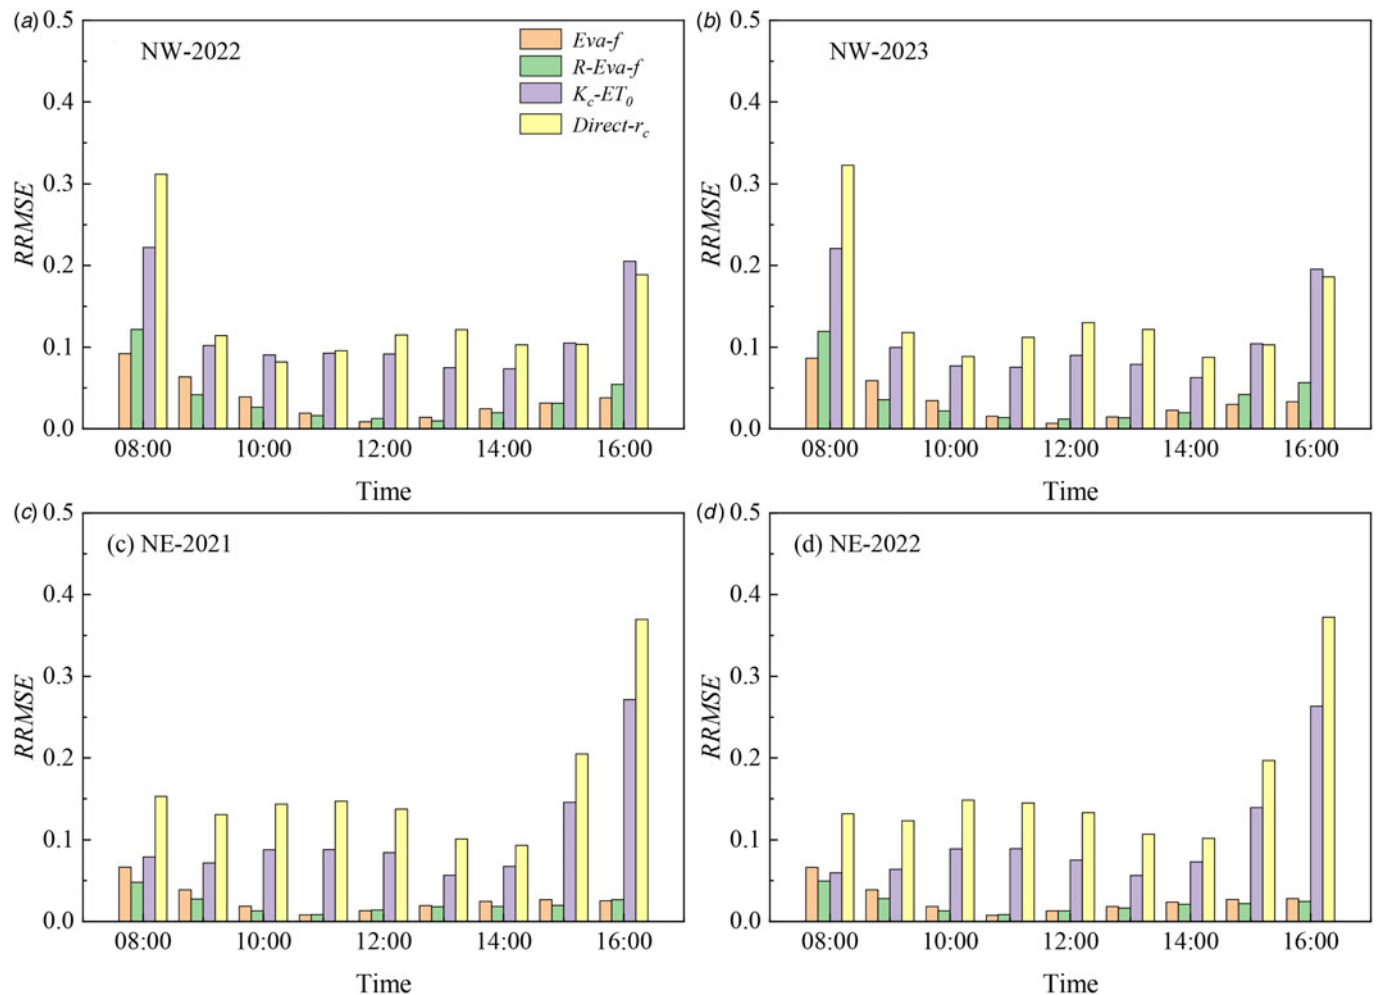 (a)
NW-2022
Eva-f
R-Eva-f
Kc-ET0
Direct-rc
RRMSE
0.5
0.4
0.3
0.2
0.1
0.0
08:00 10:00 12:00 14:00 16:00
Time
(b)
NW-2023
RRMSE
0.5
0.4
0.3
0.2
0.1
0.0
08:00 10:00 12:00 14:00 16:00
Time
(c)
(c) NE-2021
RRMSE
0.5
0.4
0.3
0.2
0.1
0.0
08:00 10:00 12:00 14:00 16:00
Time
(d)
(d) NE-2022
RRMSE
0.5
0.4
0.3
0.2
0.1
0.0
08:00 10:00 12:00 14:00 16:00
Time